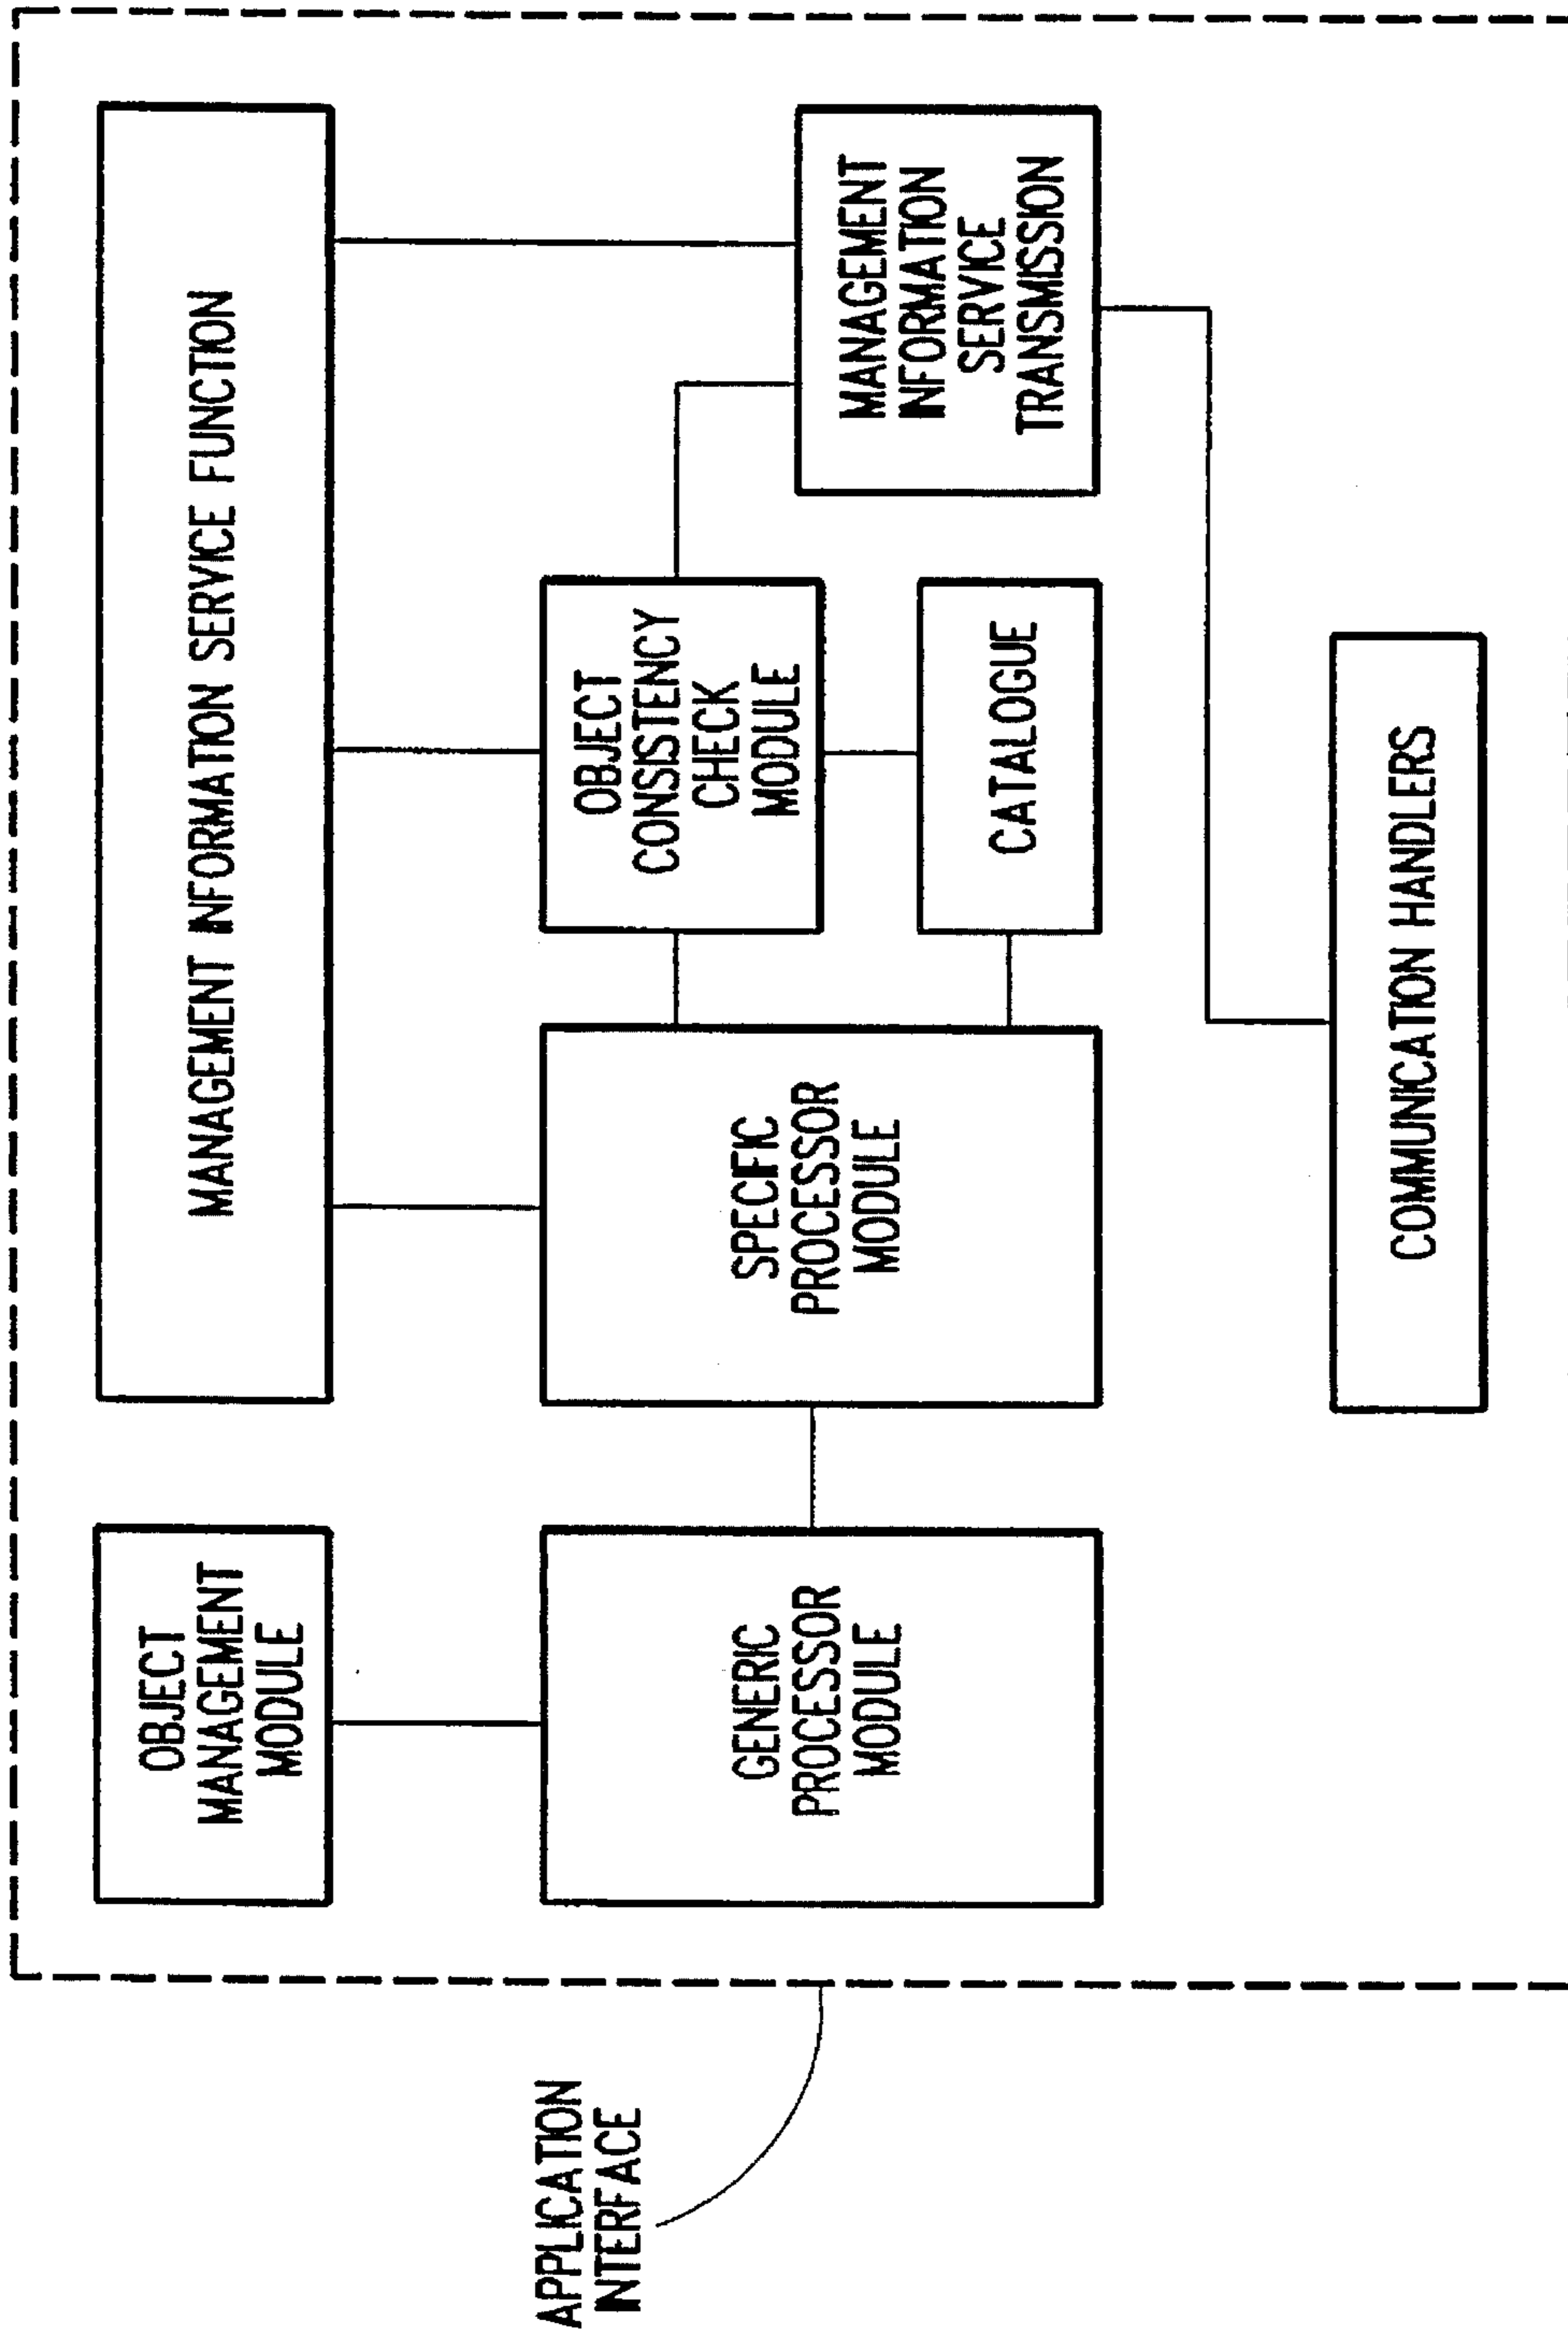 OBJECT
MANAGEMENT
MODULE
MANAGEMENT INFORMATION SERVICE FUNCTION
APPLICATION
INTERFACE
GENERIC
PROCESSOR
MODULE
SPECIFIC
PROCESSOR
MODULE
OBJECT
CONSISTENCY
CHECK
MODULE
CATALOGUE
MANAGEMENT
INFORMATION
SERVICE
TRANSMISSION
COMMUNICATION HANDLERS